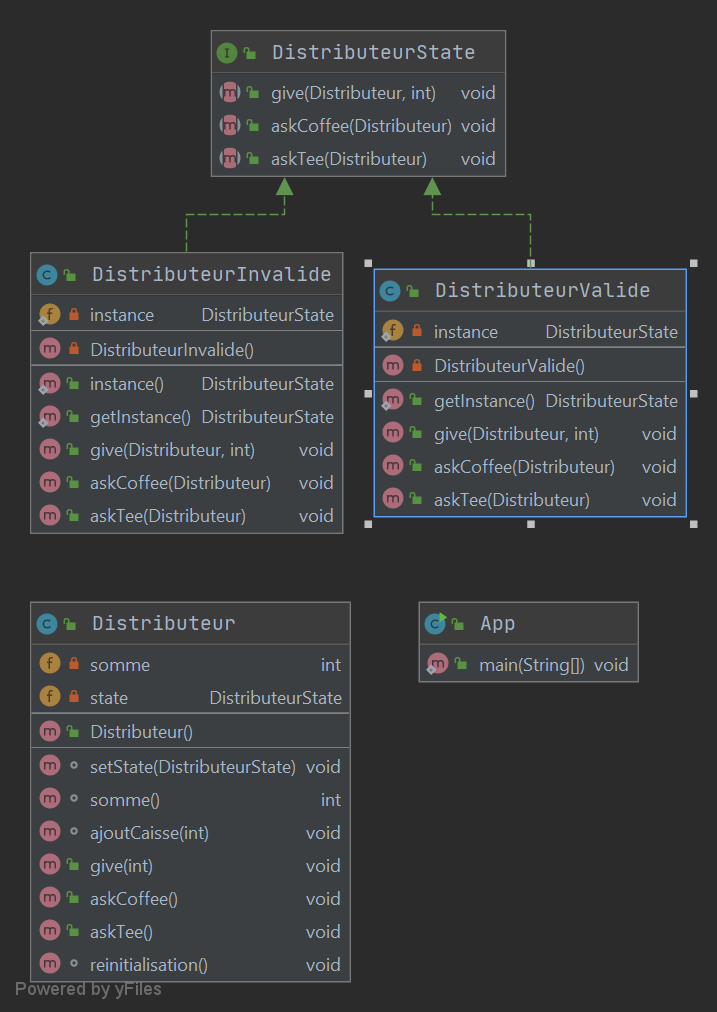 DistributeurState
give(Distributeur, int) void
askCoffee(Distributeur) void
askTee(Distributeur) void
DistributeurInvalide
instance DistributeurState
DistributeurInvalide()
instance() DistributeurState
getInstance() DistributeurState
give(Distributeur, int) void
askCoffee(Distributeur) void
askTee(Distributeur) void
DistributeurValide
instance DistributeurState
DistributeurValide()
getInstance() DistributeurState
give(Distributeur, int) void
askCoffee(Distributeur) void
askTee(Distributeur) void
Distributeur
somme int
state DistributeurState
Distributeur()
setState(DistributeurState) void
somme() int
ajoutCaisse(int) void
give(int) void
askCoffee() void
askTee() void
reinitialisation() void
App
main(String[]) void
Powered by yFiles